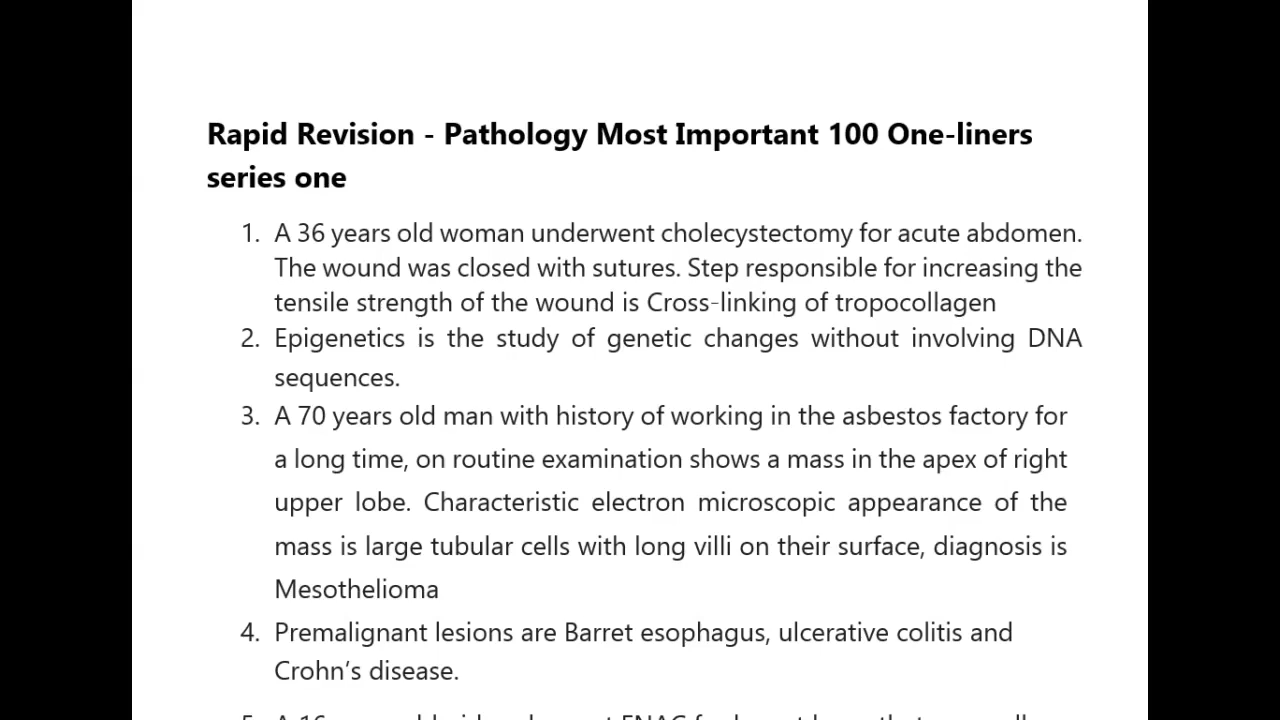 Rapid Revision - Pathology Most Important 100 One-liners
series one
1. A 36 years old woman underwent cholecystectomy for acute abdomen.
The wound was closed with sutures. Step responsible for increasing the
tensile strength of the wound is Cross-linking of tropocollagen
2. Epigenetics is the study of genetic changes without involving DNA
sequences.
3. A 70 years old man with history of working in the asbestos factory for
a long time, on routine examination shows a mass in the apex of right
upper lobe. Characteristic electron microscopic appearance of the
mass is large tubular cells with long villi on their surface, diagnosis is
Mesothelioma
4. Premalignant lesions are Barret esophagus, ulcerative colitis and
Crohn's disease.